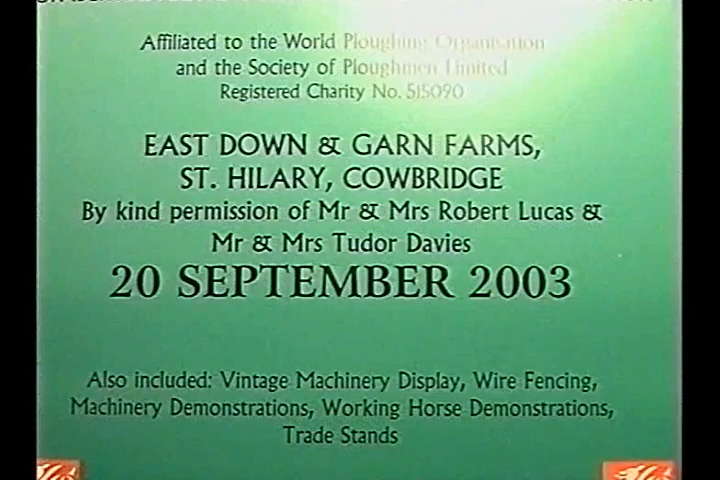 Affiliated to the World Ploughing Organisation
and the Society of Ploughmen Limited
Registered Charity No. 515090
EAST DOWN & GARN FARMS,
ST. HILARY, COWBRIDGE
By kind permission of Mr & Mrs Robert Lucas &
Mr & Mrs Tudor Davies
20 SEPTEMBER 2003
Also included: Vintage Machinery Display, Wire Fencing,
Machinery Demonstrations, Working Horse Demonstrations,
Trade Stands